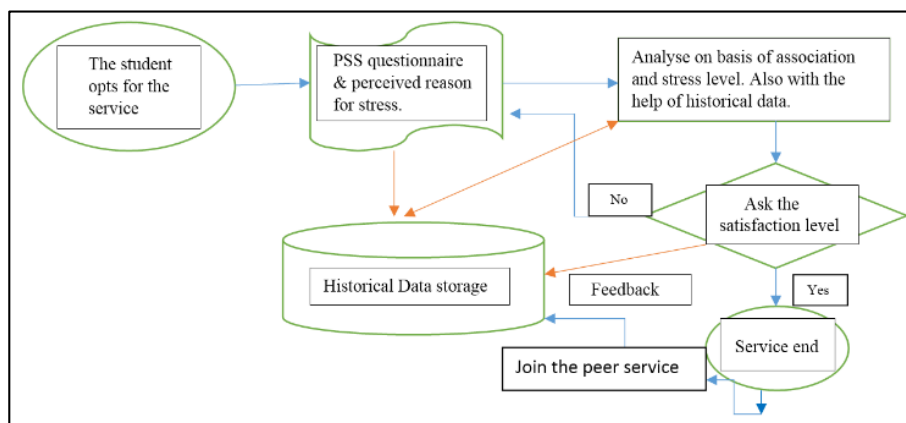 The student
opts for the
service
PSS questionnaire
& perceived reason
for stress.
Analyse on basis of association
and stress level. Also with the
help of historical data.
No
Ask the
satisfaction level
Historical Data storage
Feedback
Yes
Service end
Join the peer service